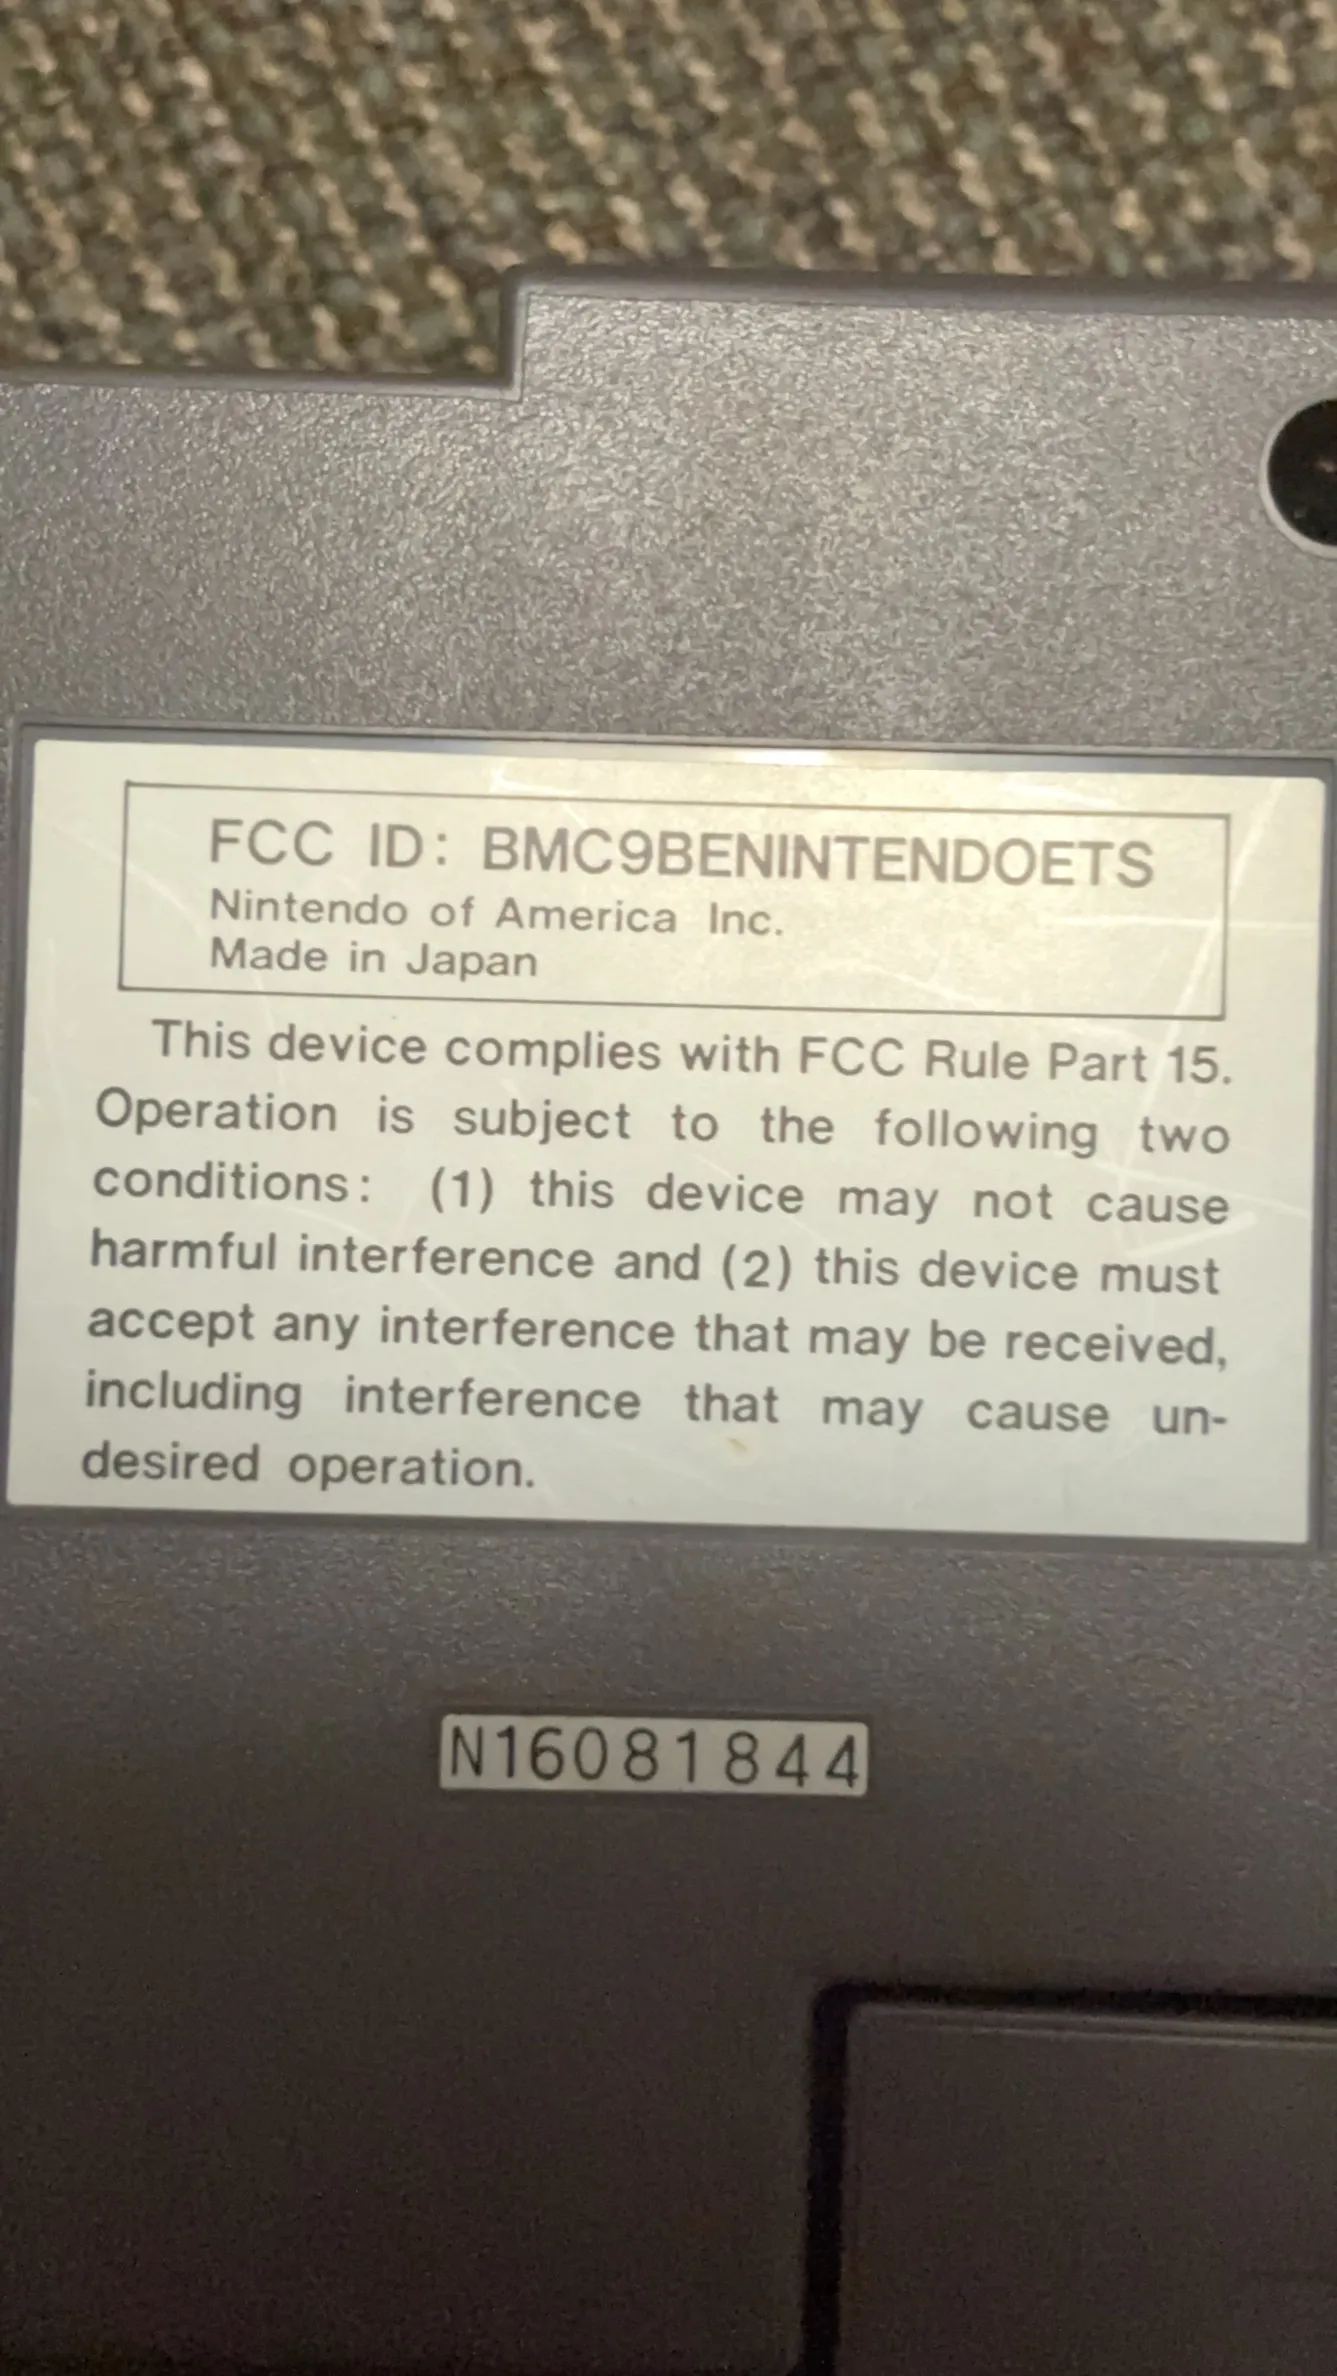 FCC ID: BMC9BENINTENDOETS
Nintendo of America Inc.
Made in Japan
This device complies with FCC Rule Part 15.
Operation is subject to the following two
conditions: (1) this device may not cause
harmful interference and (2) this device must
accept any interference that may be received,
including interference that may cause un-
desired operation.
N16081844